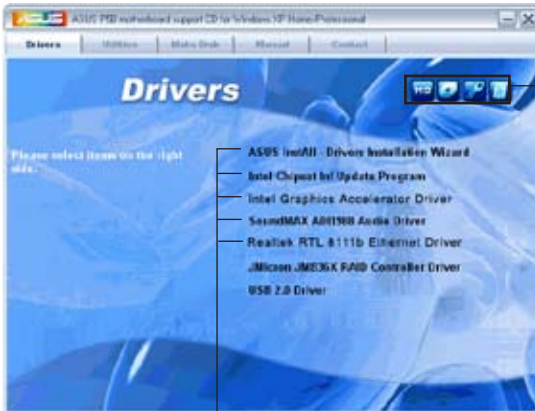 ASUS P5B motherboard support CD for Windows XP Home/Professional
Drivers
Utilities
Make Disk
Manual
Contact
Drivers
Please select items on the right side.
ASUS InstAll - Drivers Installation Wizard
Intel Chipset Inf Update Program
Intel Graphics Accelerator Driver
SoundMAX Audio Driver
Realtek RTL 8111b Ethernet Driver
JMicron JMB36X RAID Controller Driver
USB 2.0 Driver